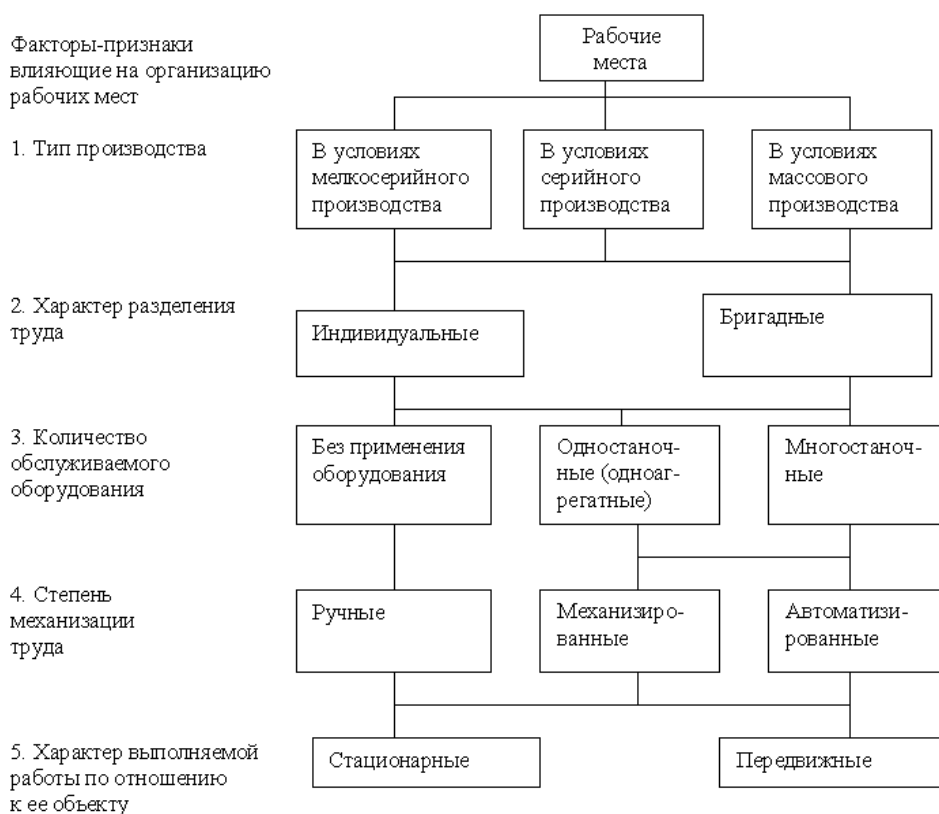 Факторы-признаки
влияющие на организацию
рабочих мест
Рабочие
места
1. Тип производства
В условиях
мелкосерийного
производства
В условиях
серийного
производства
В условиях
массового
производства
2. Характер разделения
труда
Индивидуальные
Бригадные
3. Количество
обслуживаемого
оборудования
Без применения
оборудования
Одностаноч-
ные (одноаг-
регатные)
Многостаноч-
ные
4. Степень
механизации
труда
Ручные
Механизиро-
ванные
Автоматизи-
рованные
5. Характер выполняемой
работы по отношению
к ее объекту
Стационарные
Передвижные